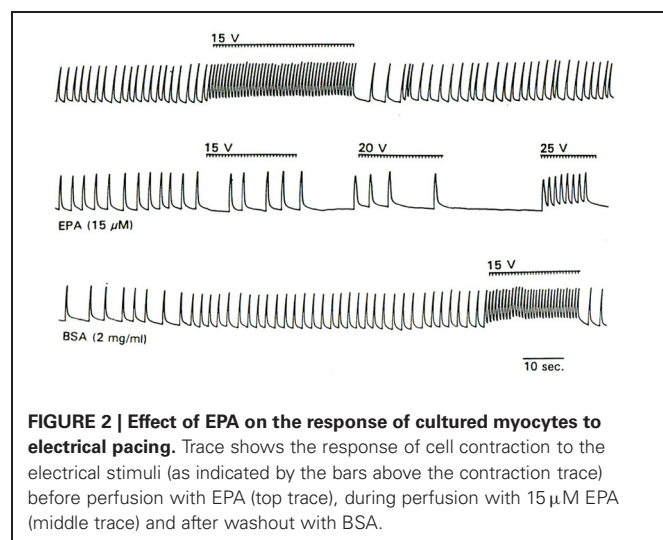 15 V
15 V 20 V 25 V
EPA (15 μM)
15 V
BSA (2 mg/ml)
10 sec.
FIGURE 2 | Effect of EPA on the response of cultured myocytes to
electrical pacing. Trace shows the response of cell contraction to the
electrical stimuli (as indicated by the bars above the contraction trace)
before perfusion with EPA (top trace), during perfusion with 15 μM EPA
(middle trace) and after washout with BSA.